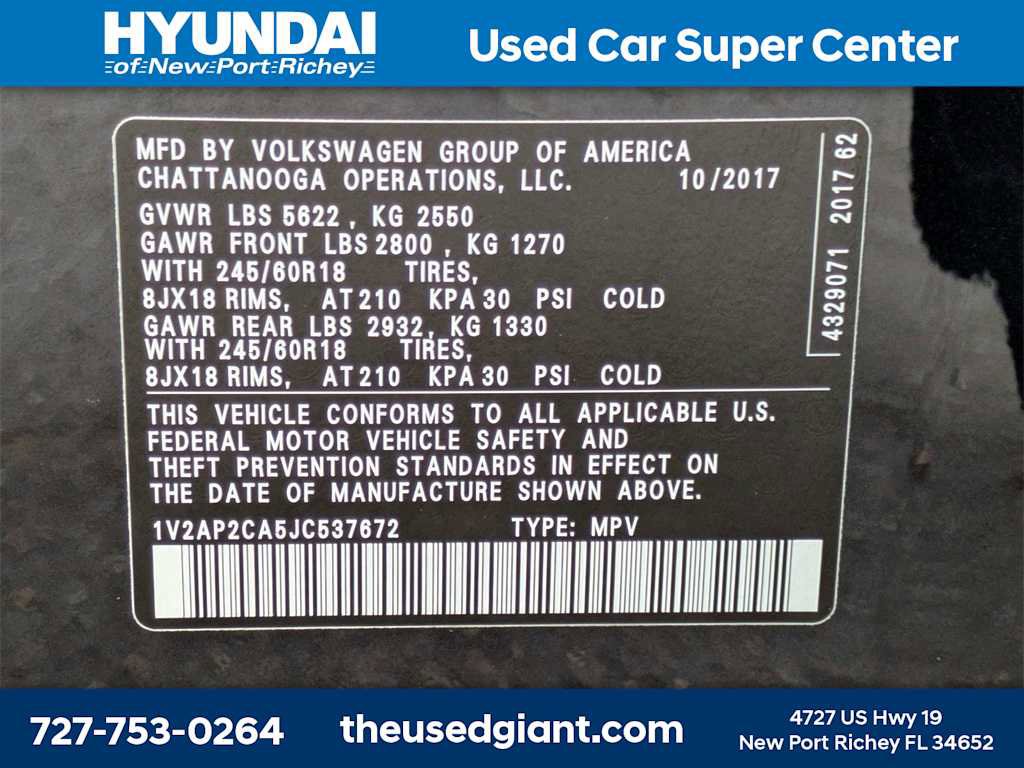 HYUNDAI
of New Port Richey
Used Car Super Center
MFD BY VOLKSWAGEN GROUP OF AMERICA
CHATTANOOGA OPERATIONS, LLC. 10/2017
GVWR LBS 5622 , KG 2550
GAWR FRONT LBS 2800 , KG 1270
WITH 245/60R18 TIRES,
8JX18 RIMS, AT 210 KPA 30 PSI COLD
GAWR REAR LBS 2932, KG 1330
WITH 245/60R18 TIRES,
8JX18 RIMS, AT 210 KPA 30 PSI COLD
4329071 2017 62
THIS VEHICLE CONFORMS TO ALL APPLICABLE U.S.
FEDERAL MOTOR VEHICLE SAFETY AND
THEFT PREVENTION STANDARDS IN EFFECT ON
THE DATE OF MANUFACTURE SHOWN ABOVE.
1V2AP2CA5JC537672 TYPE: MPV
727-753-0264
theusedgiant.com
4727 US Hwy 19
New Port Richey FL 34652